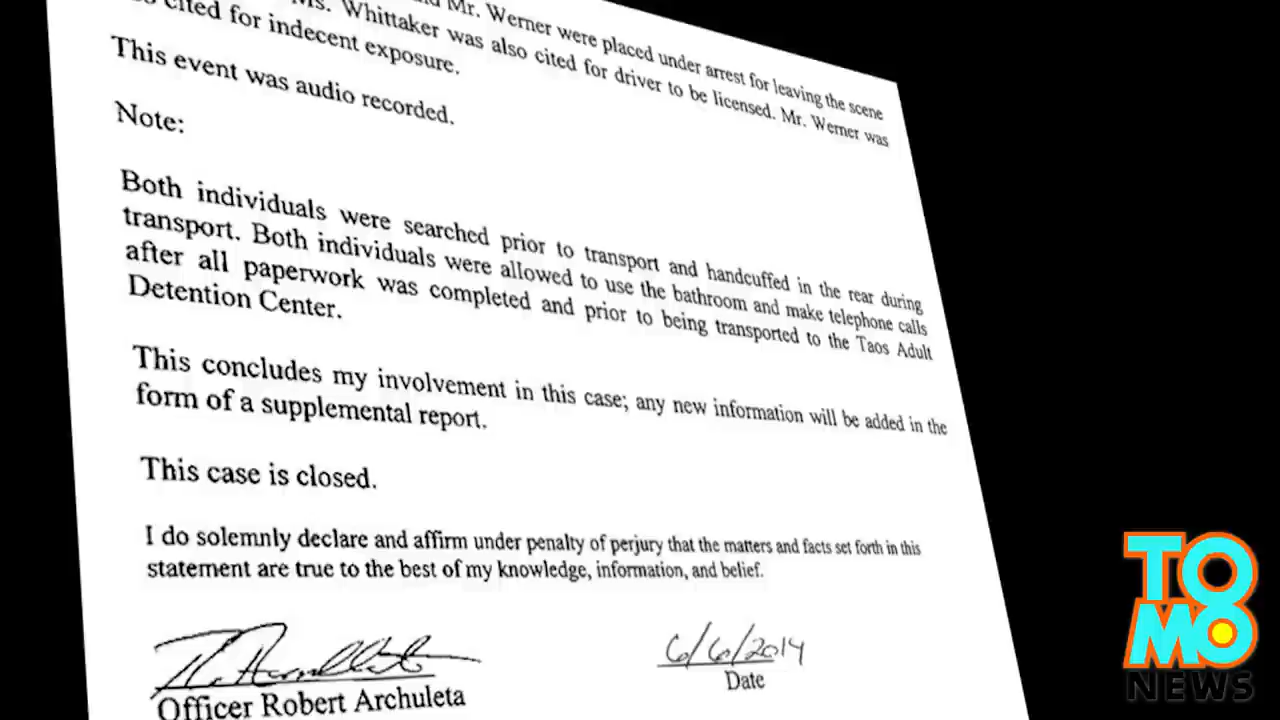 Mr. Werner were placed under arrest for leaving the scene
Ms. Whittaker was also cited for driver to be licensed. Mr. Werner was
cited for indecent exposure.
This event was audio recorded.
Note:
Both individuals were searched prior to transport and handcuffed in the rear during
transport. Both individuals were allowed to use the bathroom and make telephone calls
after all paperwork was completed and prior to being transported to the Taos Adult
Detention Center.
This concludes my involvement in this case; any new information will be added in the
form of a supplemental report.
This case is closed.
I do solemnly declare and affirm under penalty of perjury that the matters and facts set forth in this
statement are true to the best of my knowledge, information, and belief.
6/6/2014
Officer Robert Archuleta
Date
TOMO
NEWS